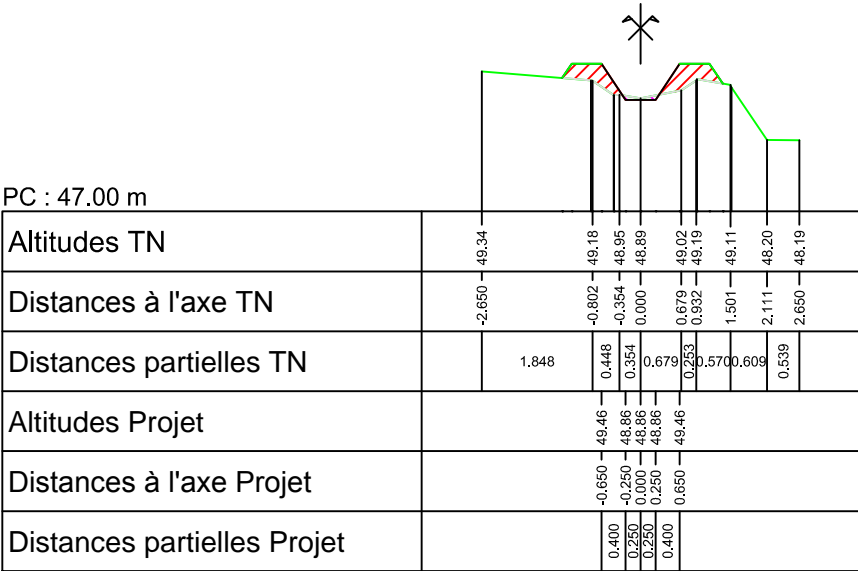 PC : 47.00 m
Altitudes TN 49.34 49.18 48.95 48.89 49.02 49.19 49.11 48.20 48.19
Distances à l'axe TN -2.650 -0.802 -0.354 0.000 0.679 0.932 1.501 2.111 2.650
Distances partielles TN 1.848 0.448 0.354 0.679 0.253 0.570 0.609 0.539
Altitudes Projet 49.46 48.86 48.86 48.86 49.46
Distances à l'axe Projet -0.650 -0.250 0.000 0.250 0.650
Distances partielles Projet 0.400 0.250 0.250 0.400